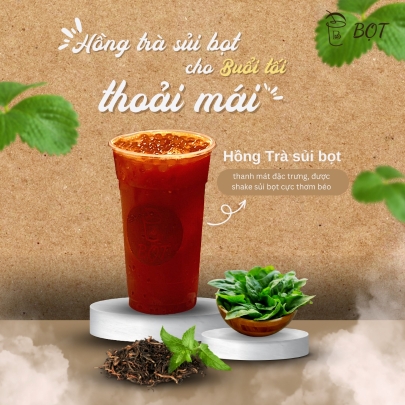 BỌT
Hồng trà sủi bọt
cho Buổi tối
thoải mái
Hồng Trà sủi bọt
thanh mát đặc trưng, được
shake sủi bọt cực thơm béo